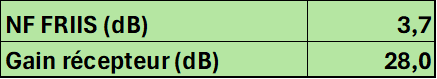 NF FRIIS (dB) 3,7
Gain récepteur (dB) 28,0